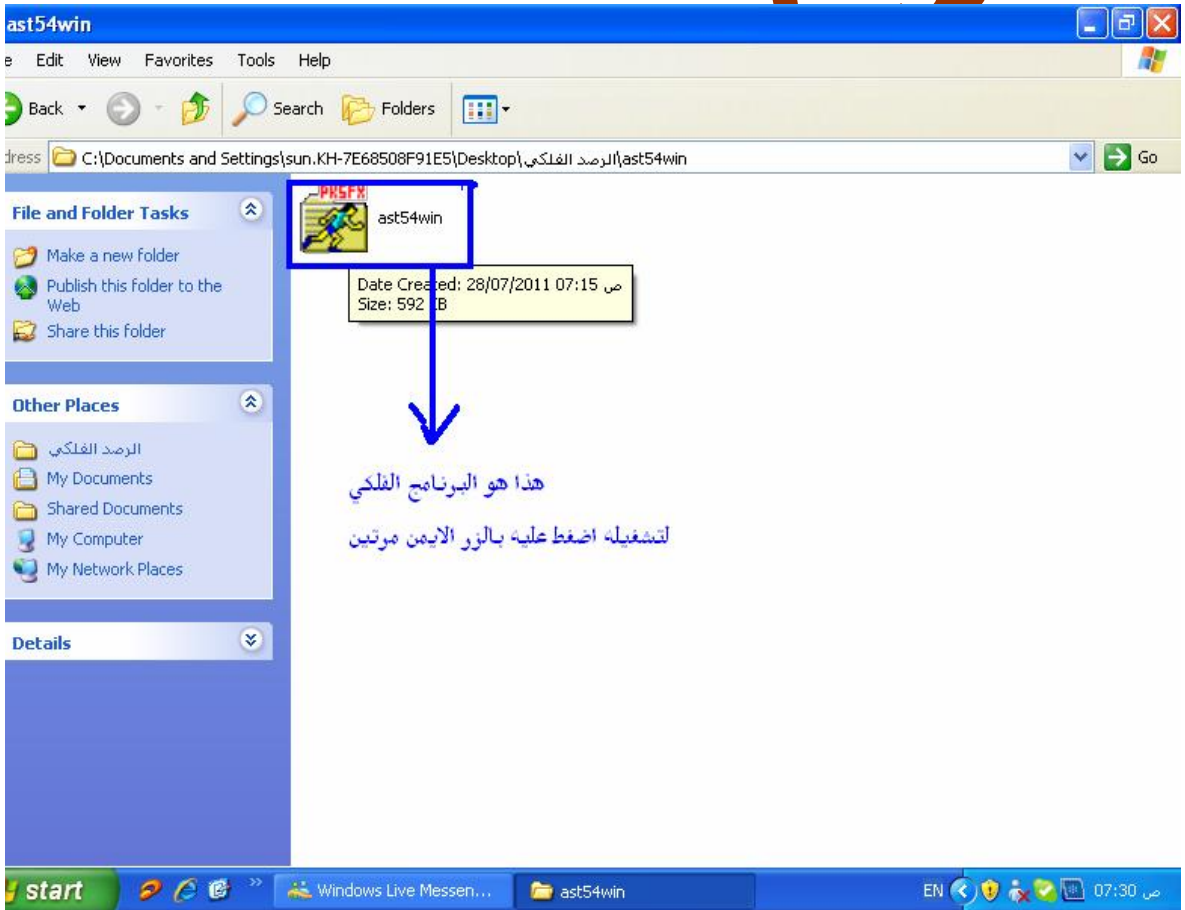 ast54win
e Edit View Favorites Tools Help
Back Search Folders
dress C:\Documents and Settings\sun.KH-7E68508F91E5\Desktop\الرصد الفلكي\ast54win Go
File and Folder Tasks
Make a new folder
Publish this folder to the
Web
Share this folder
PKSFX
ast54win
Date Created: 28/07/2011 07:15 ص
Size: 592 KB
Other Places
الرصد الفلكي
My Documents
Shared Documents
My Computer
My Network Places
Details
هذا هو البرنامج الفلكي
لتشغيله اضغط عليه بالزر الايمن مرتين
start Windows Live Messen... ast54win EN 07:30 ص